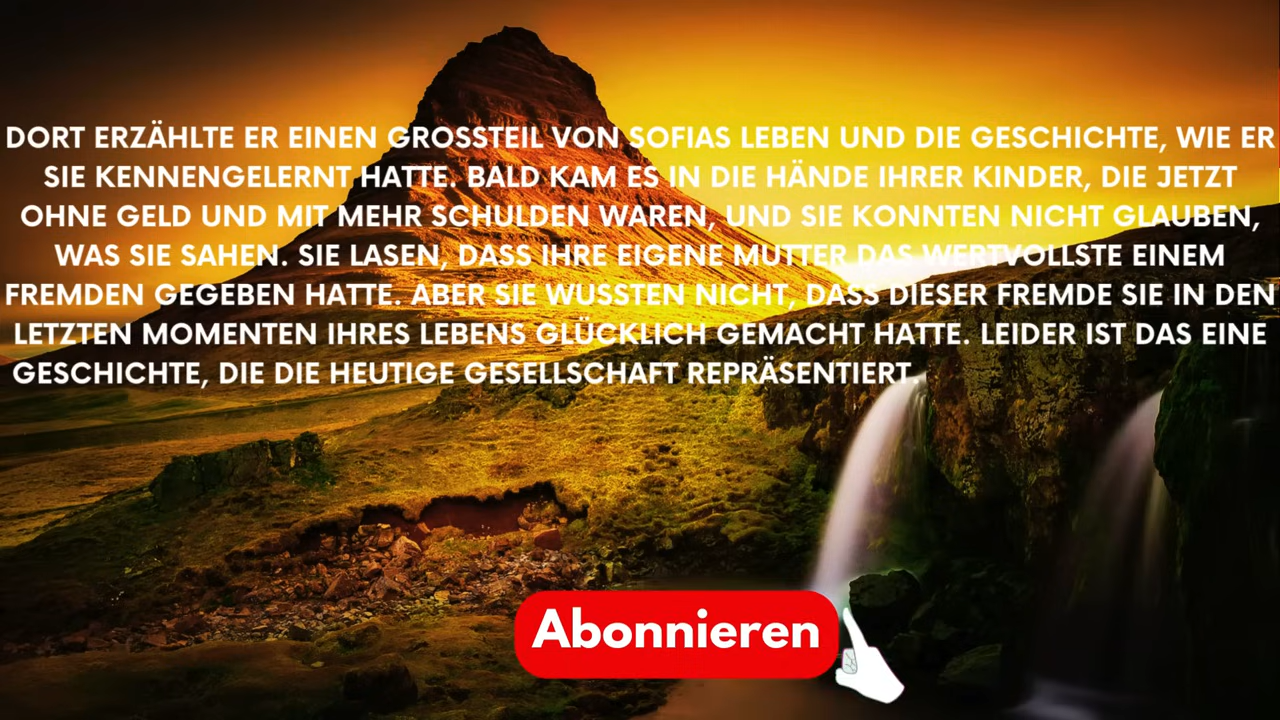 DORT ERZÄHLTE ER EINEN GROSSTEIL VON SOFIAS LEBEN UND DIE GESCHICHTE, WIE ER
SIE KENNENGELERNT HATTE. BALD KAM ES IN DIE HÄNDE IHRER KINDER, DIE JETZT
OHNE GELD UND MIT MEHR SCHULDEN WAREN, UND SIE KONNTEN NICHT GLAUBEN,
WAS SIE SAHEN. SIE LASEN, DASS IHRE EIGENE MUTTER DAS WERTVOLLSTE EINEM
FREMDEN GEGEBEN HATTE. ABER SIE WUSSTEN NICHT, DASS DIESER FREMDE SIE IN DEN
LETZTEN MOMENTEN IHRES LEBENS GLÜCKLICH GEMACHT HATTE. LEIDER IST DAS EINE
GESCHICHTE, DIE DIE HEUTIGE GESELLSCHAFT REPRÄSENTIERT.
Abonnieren